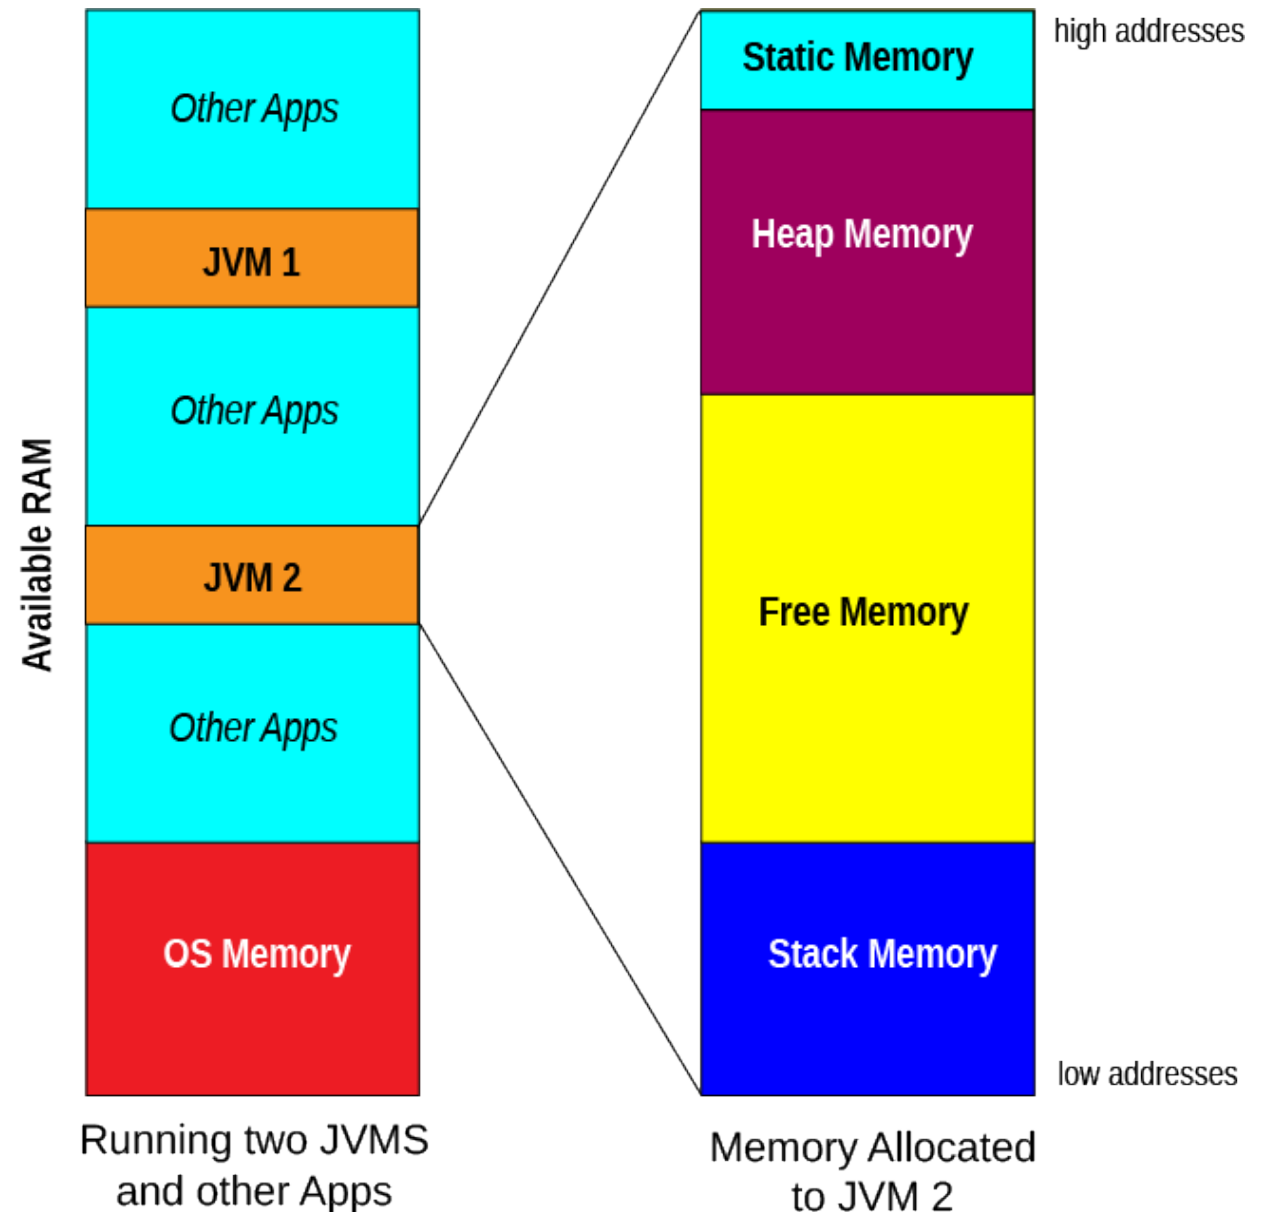 Available RAM
Other Apps
JVM 1
Other Apps
JVM 2
Other Apps
OS Memory
Running two JVMS
and other Apps
high addresses
Static Memory
Heap Memory
Free Memory
Stack Memory
low addresses
Memory Allocated
to JVM 2